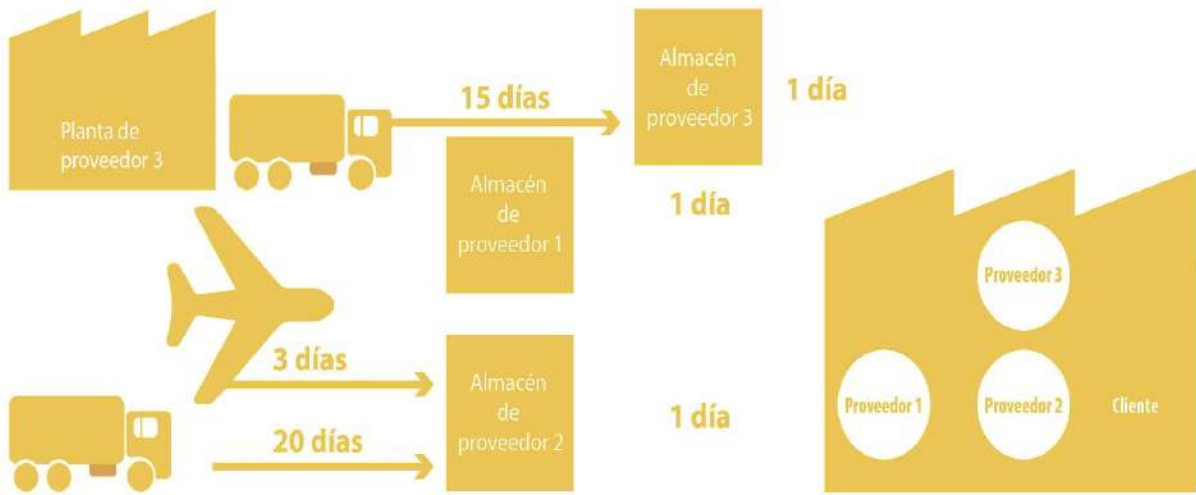 Planta de
proveedor 3
15 días
Almacén
de
proveedor 3
1 día
Almacén
de
proveedor 1
1 día
3 días
20 días
Almacén
de
proveedor 2
1 día
Proveedor 3
Proveedor 1
Proveedor 2
Cliente